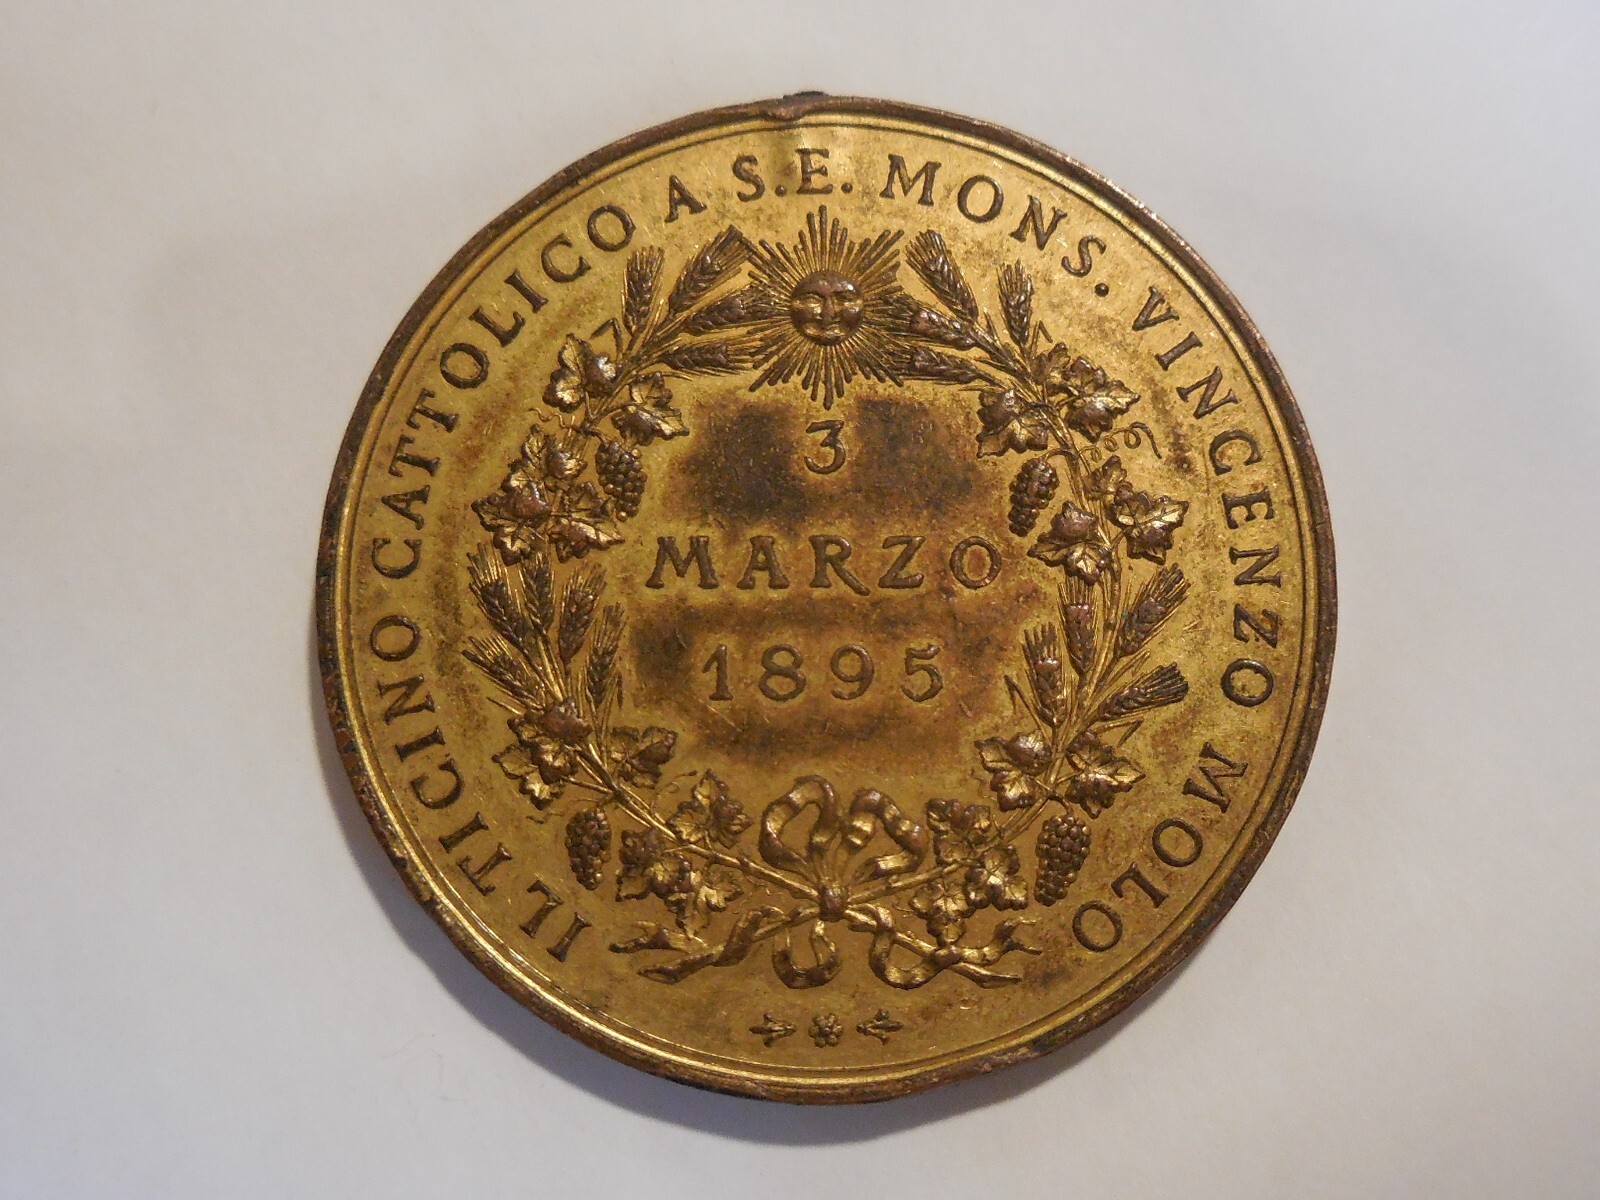 IL TICINO CATTOLICO A S.E. MONS. VINCENZO MOLO
3
MARZO
1895